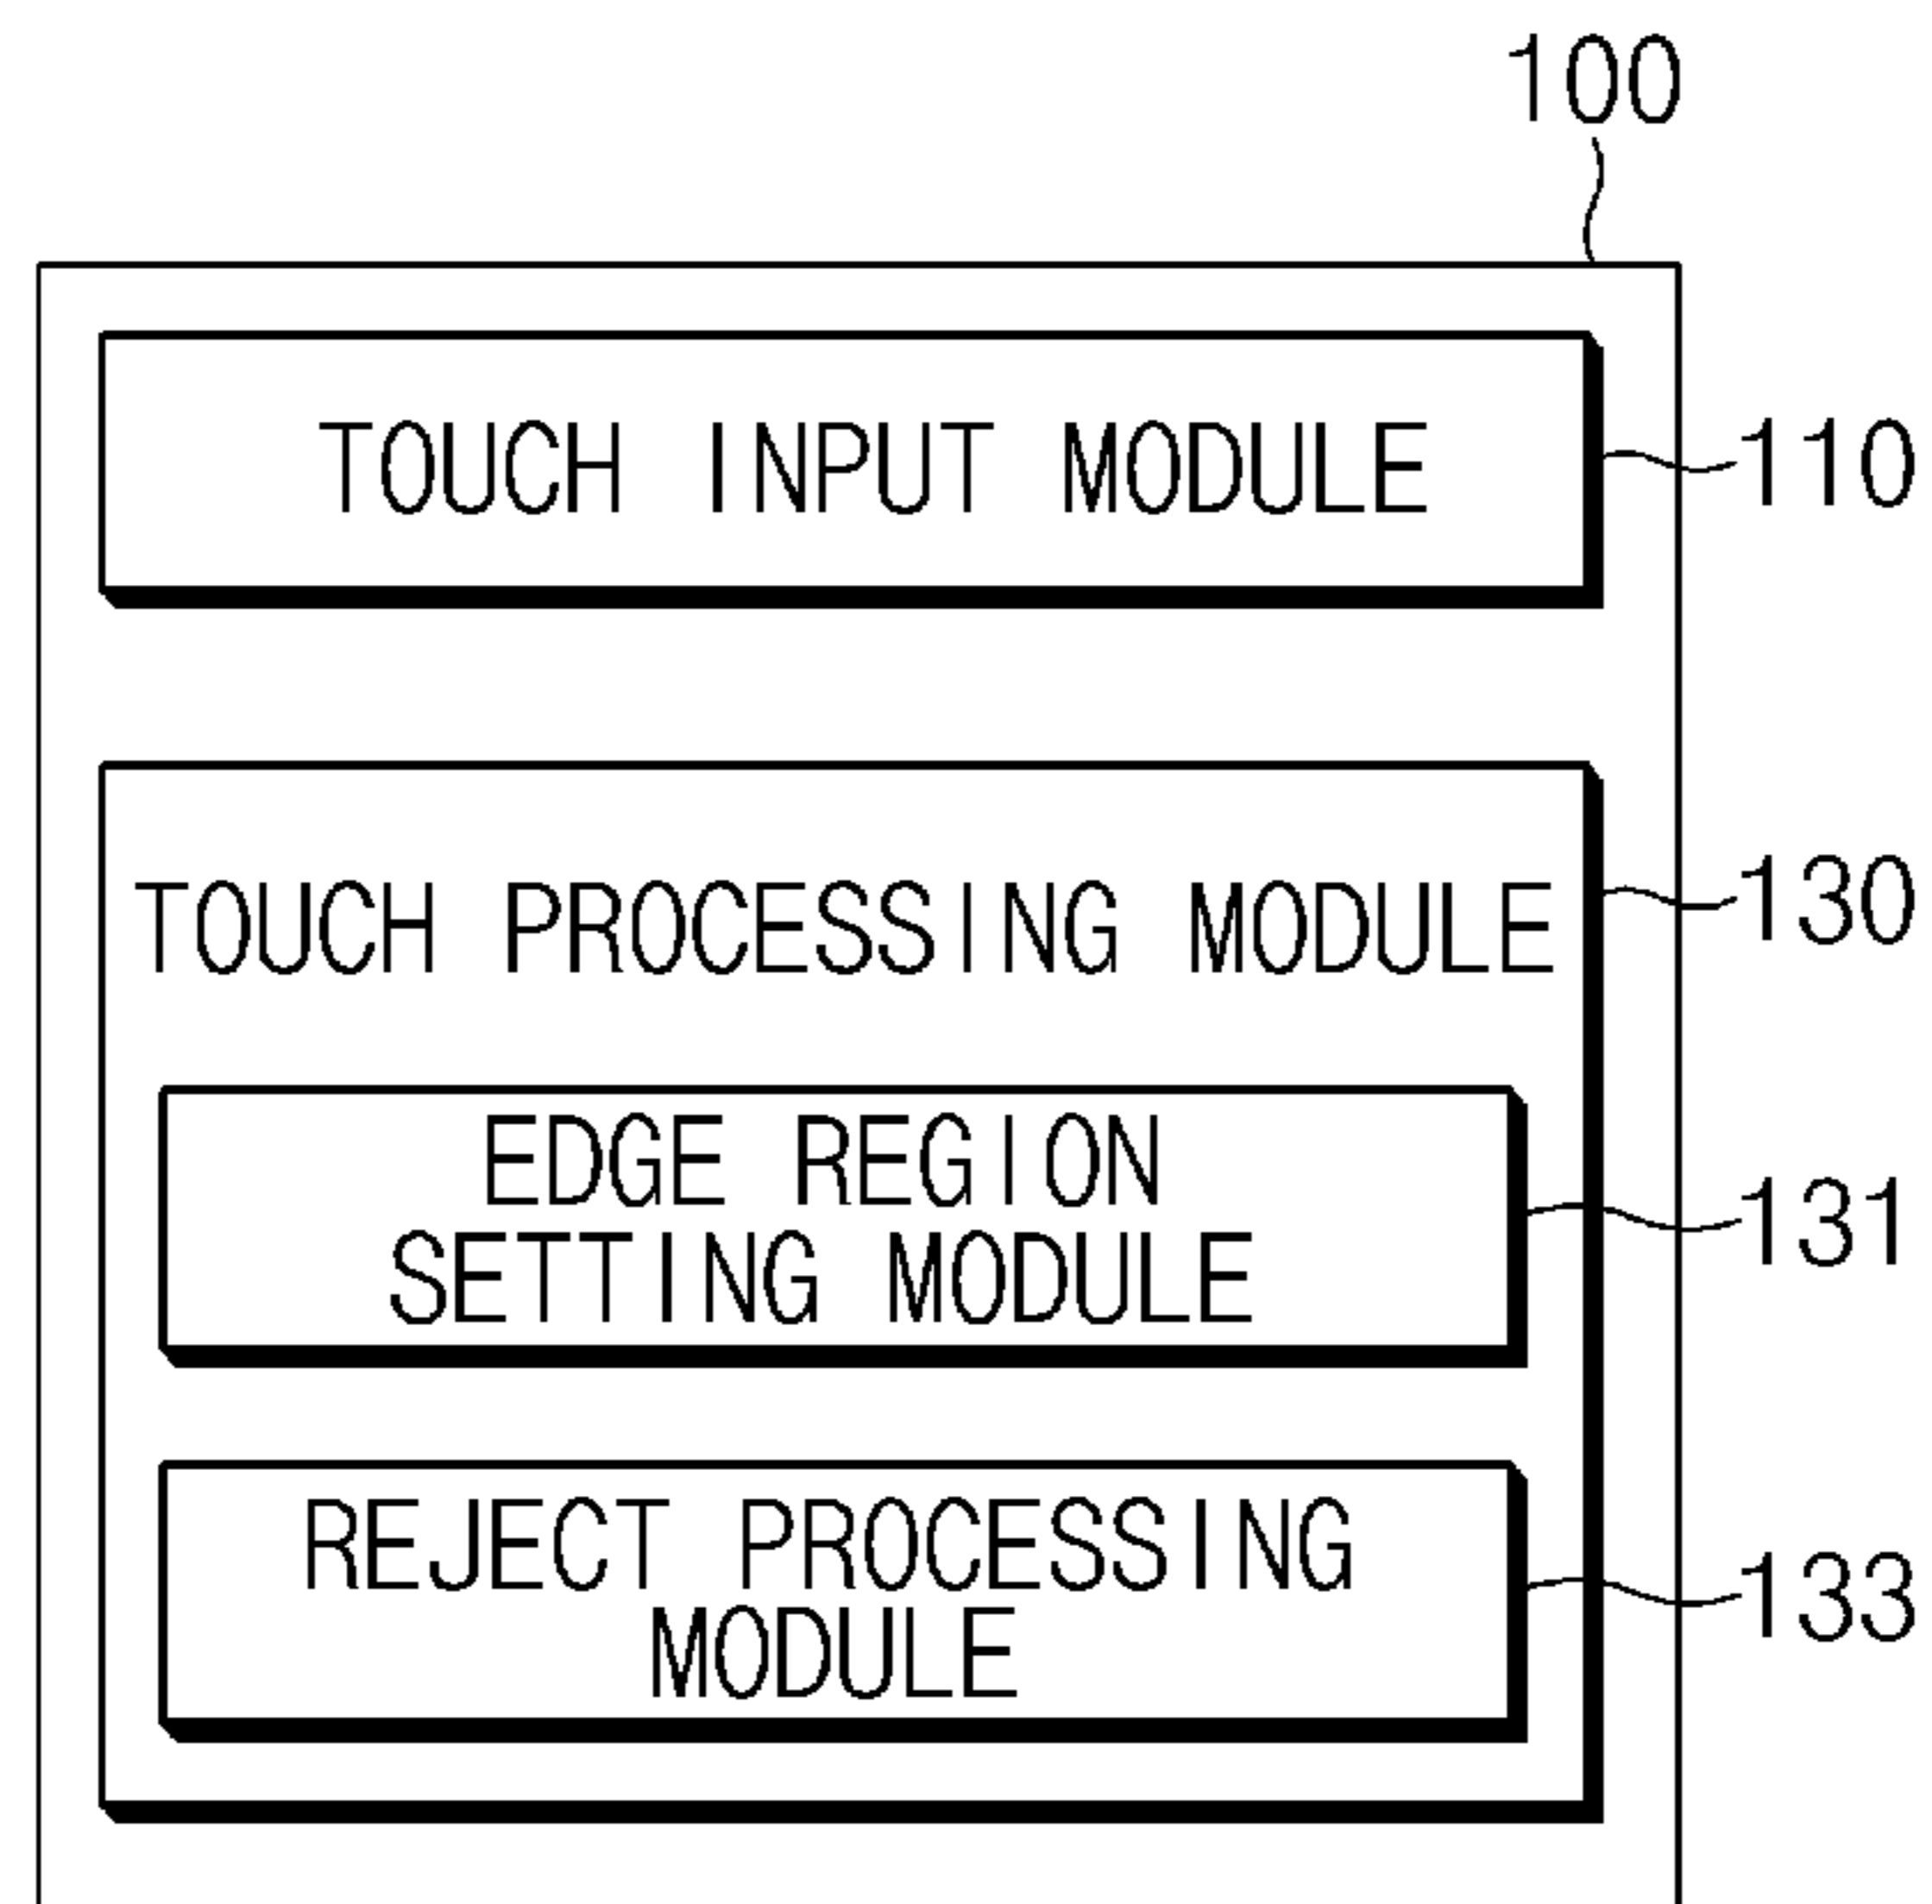 100
TOUCH INPUT MODULE
110
TOUCH PROCESSING MODULE
130
EDGE REGION
SETTING MODULE
131
REJECT PROCESSING
MODULE
133